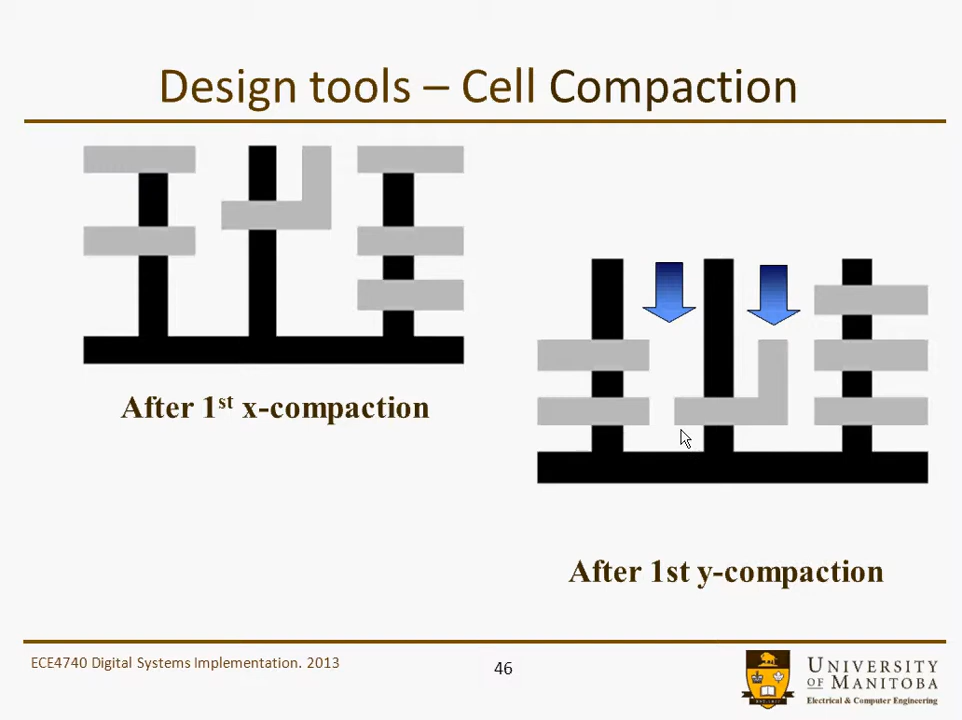 Design tools – Cell Compaction
After 1st x-compaction
After 1st y-compaction
ECE4740 Digital Systems Implementation. 2013
46
UNIVERSITY
OF MANITOBA
Electrical & Computer Engineering